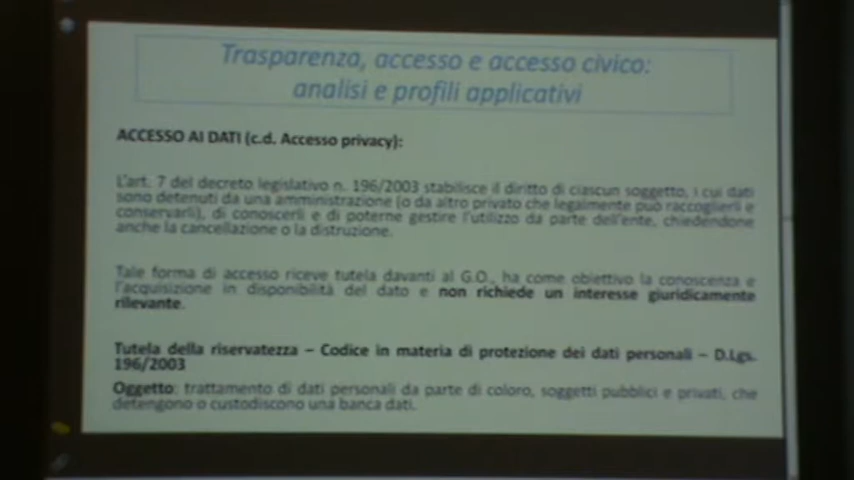 Trasparenza, accesso e accesso civico:
analisi e profili applicativi
ACCESSO AI DATI (c.d. Accesso privacy):
L'art. 7 del decreto legislativo n. 196/2003 stabilisce il diritto di ciascun soggetto, i cui dati
sono detenuti da una amministrazione (o da altro privato che legalmente può raccoglierli e
conservarli), di conoscerli e di poterne gestire l'utilizzo da parte dell'ente, chiedendone
anche la cancellazione o la distruzione.
Tale forma di accesso riceve tutela davanti al G.O., ha come obiettivo la conoscenza e
l'acquisizione in disponibilità del dato e non richiede un interesse giuridicamente
rilevante.
Tutela della riservatezza – Codice in materia di protezione dei dati personali – D.Lgs.
196/2003
Oggetto: trattamento di dati personali da parte di coloro, soggetti pubblici e privati, che
detengono o custodiscono una banca dati.